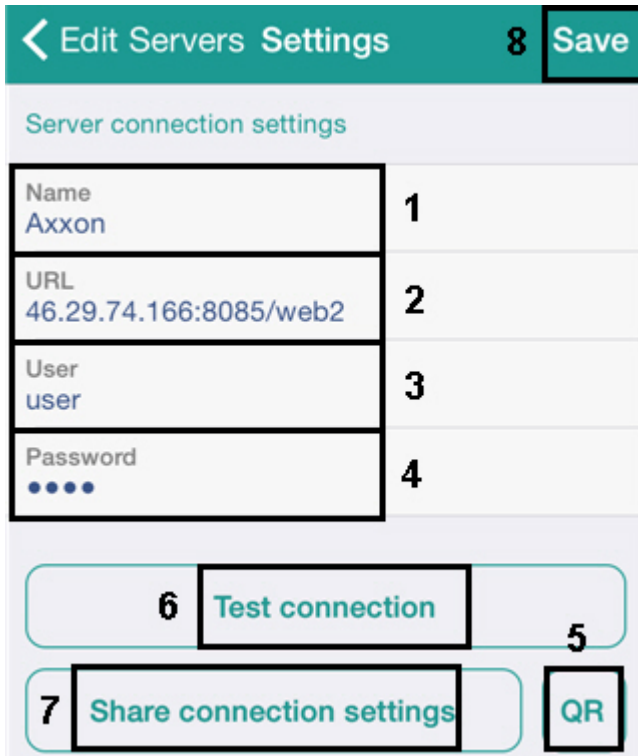 Edit Servers Settings 8 Save
Server connection settings
Name
Axxon
1
URL
46.29.74.166:8085/web2
2
User
user
3
Password
••••
4
6 Test connection
5
7 Share connection settings QR